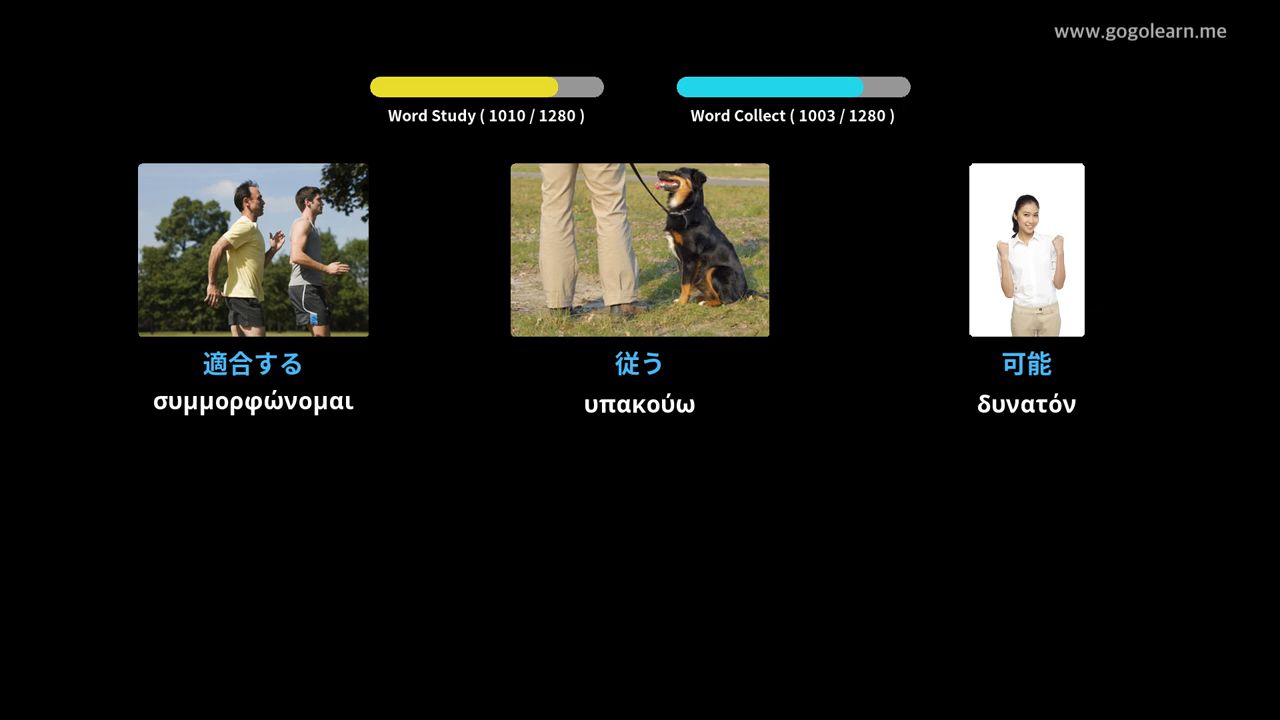 www.gogolearn.me
Word Study ( 1010 / 1280 )
Word Collect ( 1003 / 1280 )
適合する
従う
可能
συμμορφώνομαι
υπακούω
δυνατόν